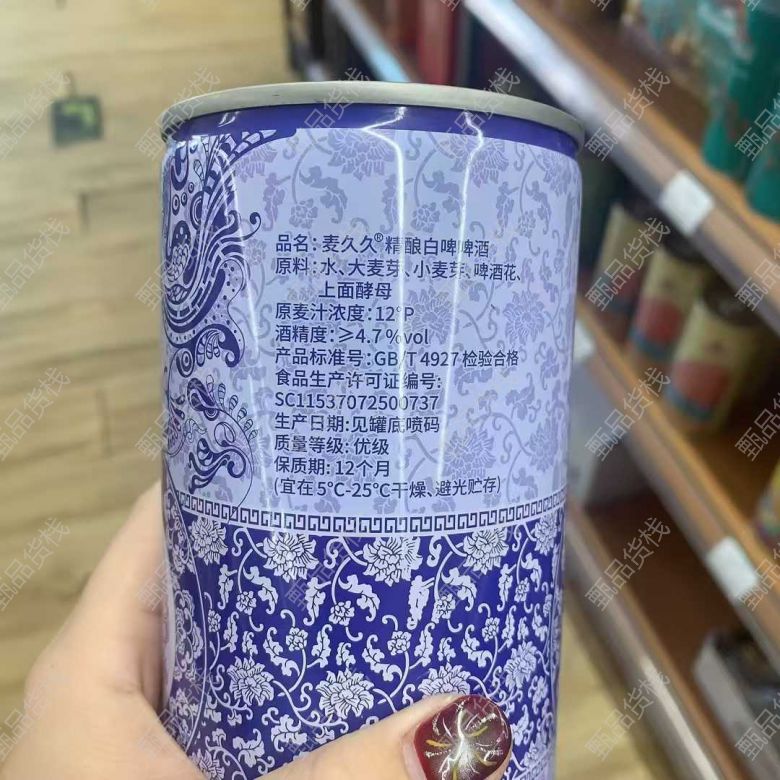 品名:麦久久®精酿白啤啤酒
原料:水、大麦芽、小麦芽、啤酒花、
上面酵母
原麦汁浓度:12°P
酒精度:≥4.7%vol
产品标准号:GB/T 4927检验合格
食品生产许可证编号:
SC11537072500737
生产日期:见罐底喷码
质量等级:优级
保质期:12个月
(宜在5℃-25℃干燥、避光贮存)
甄品货栈